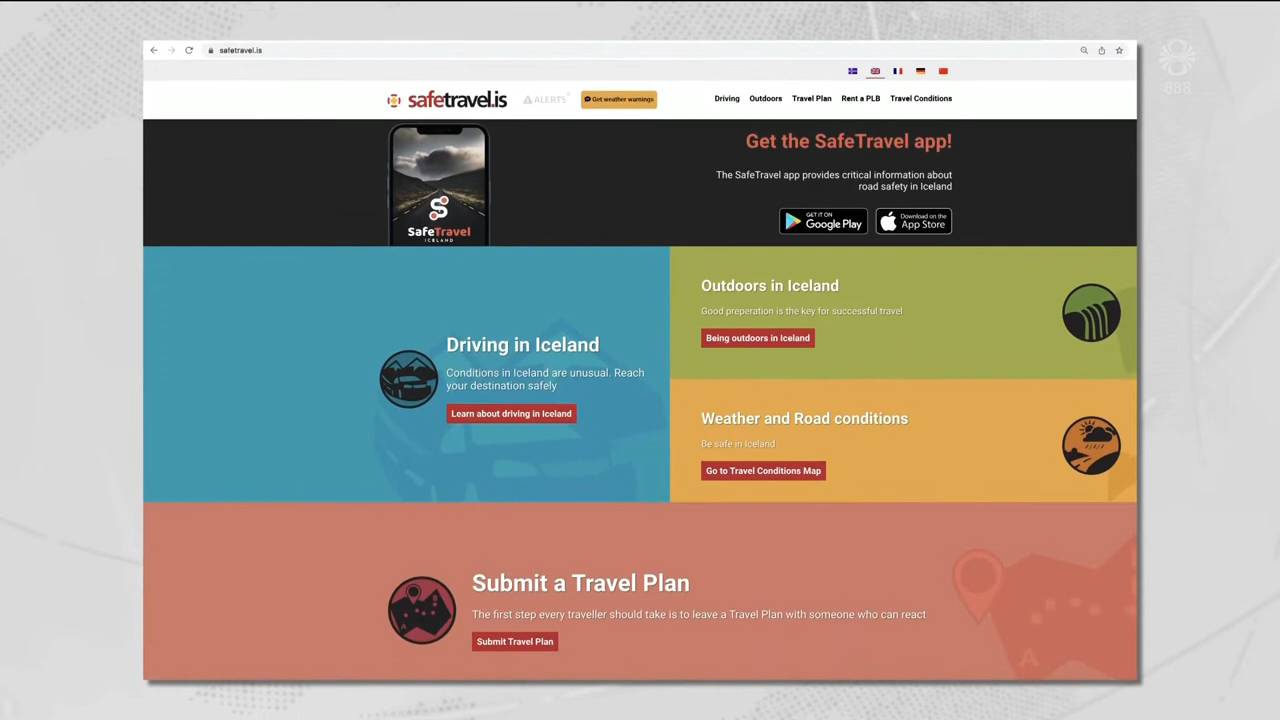 safetravel.is
888
safetravel.is
ALERTS
Get weather warnings
Driving
Outdoors
Travel Plan
Rent a PLB
Travel Conditions
Get the SafeTravel app!
The SafeTravel app provides critical information about
road safety in Iceland
GET IT ON
Google Play
Download on the
App Store
SafeTravel
ICELAND
Driving in Iceland
Conditions in Iceland are unusual. Reach
your destination safely
Learn about driving in Iceland
Outdoors in Iceland
Good preperation is the key for successful travel
Being outdoors in Iceland
Weather and Road conditions
Be safe in Iceland
Go to Travel Conditions Map
Submit a Travel Plan
The first step every traveller should take is to leave a Travel Plan with someone who can react
Submit Travel Plan
A
B
A